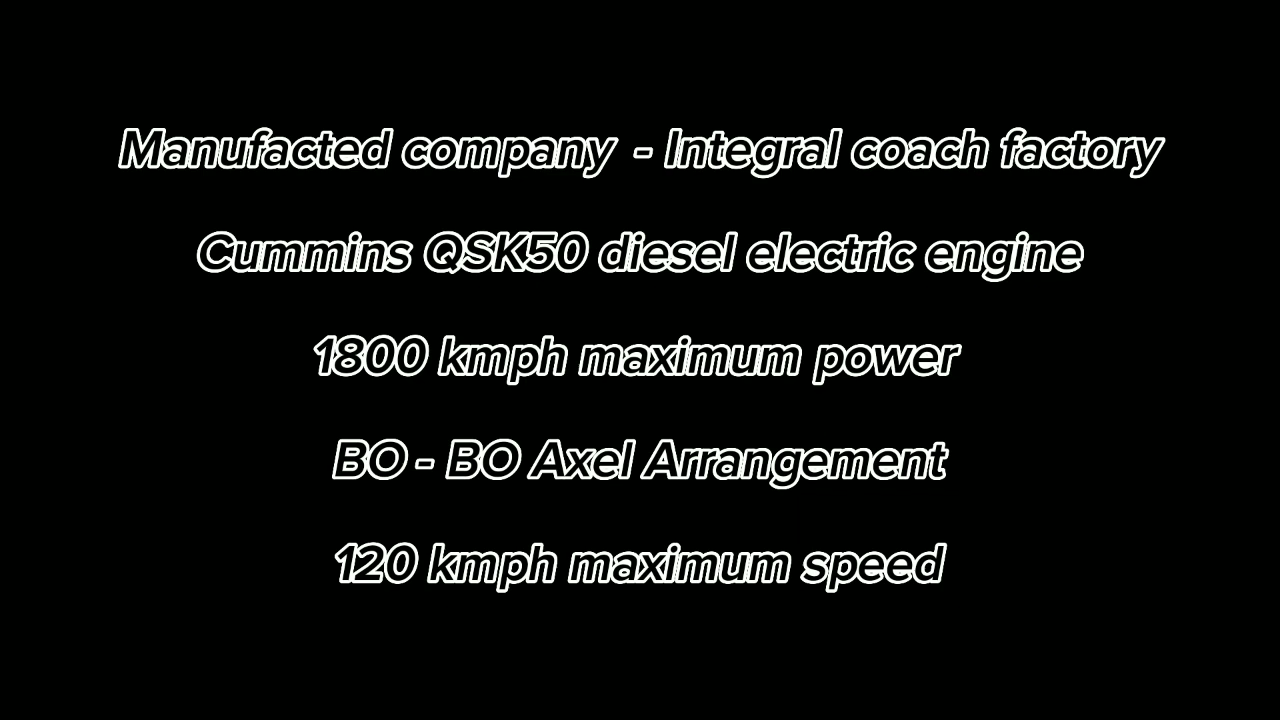 Manufacted company - Integral coach factory
Cummins QSK50 diesel electric engine
1800 kmph maximum power
BO - BO Axel Arrangement
120 kmph maximum speed